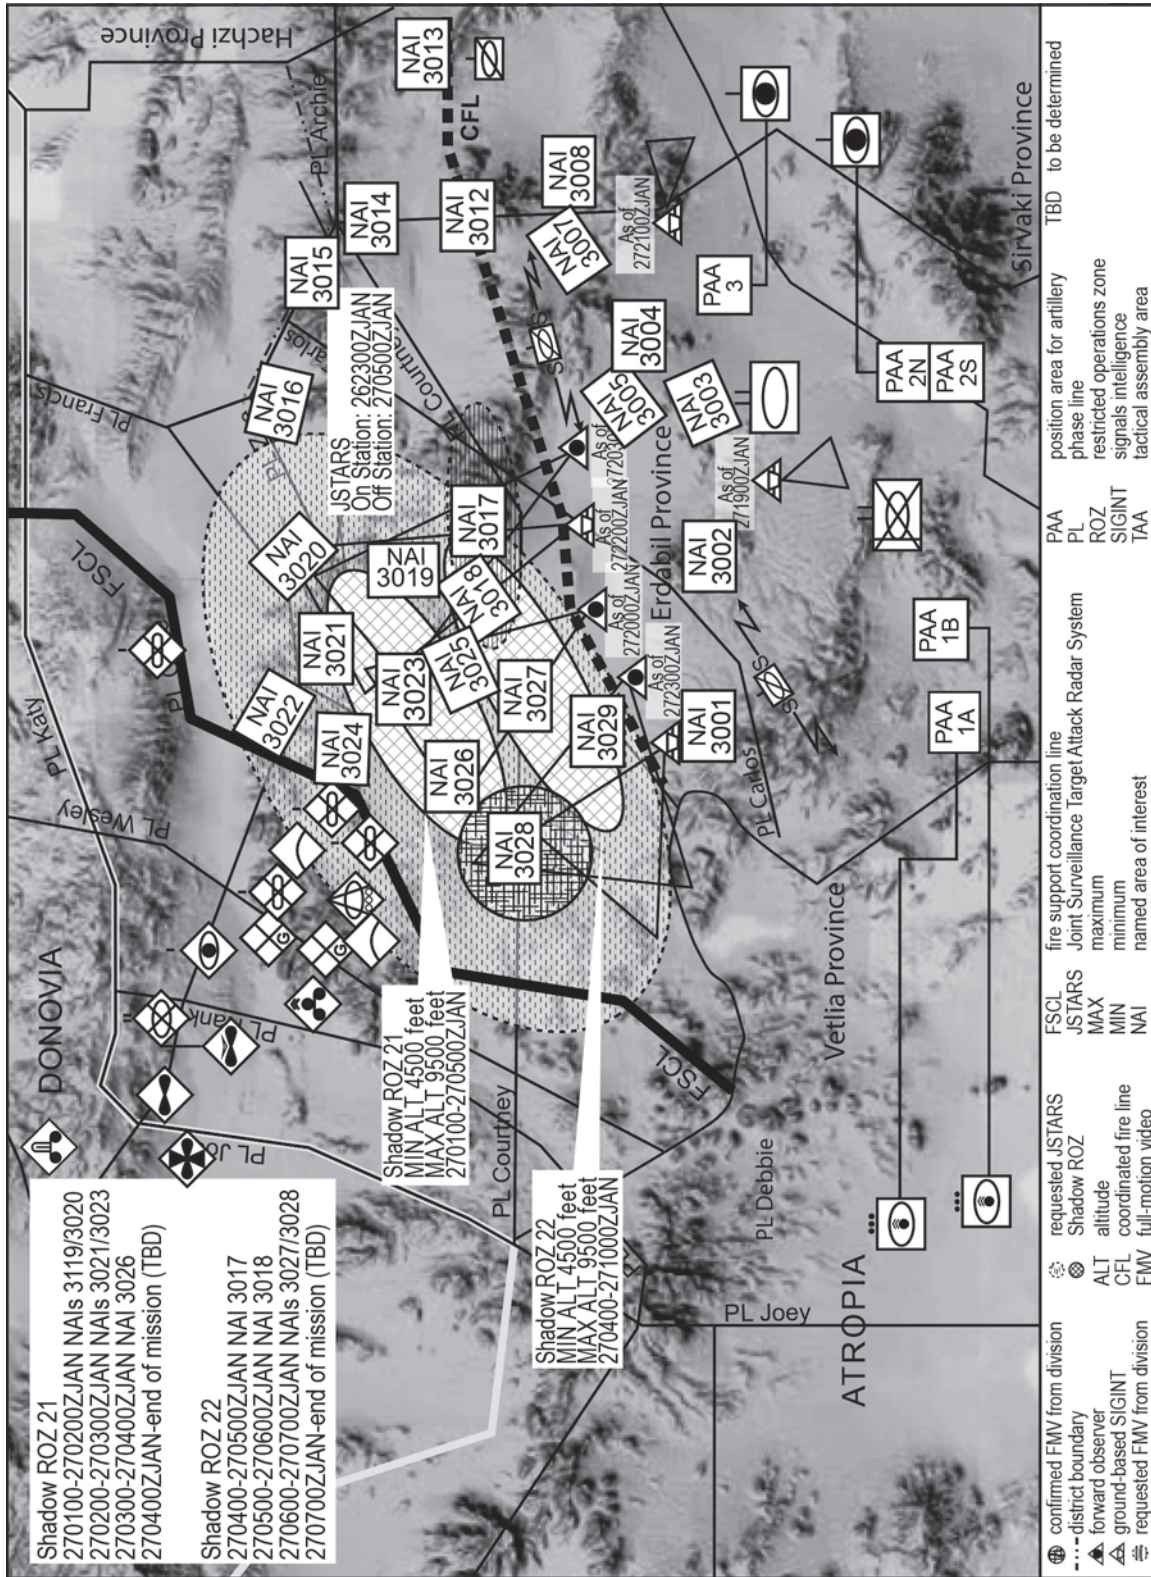 Shadow ROZ 21
270100-270200ZJAN NAIs 3119/3020
270200-270300ZJAN NAIs 3021/3023
270300-270400ZJAN NAI 3026
270400ZJAN-end of mission (TBD)
Shadow ROZ 22
270400-270500ZJAN NAI 3017
270500-270600ZJAN NAI 3018
270600-270700ZJAN NAIs 3027/3028
270700ZJAN-end of mission (TBD)
DONOVIA
PL Katy
PL Wesley
PL Francis
PL Archie
Hachzi Province
FSCL
PL
PL
G
G
Shadow ROZ 21
MIN ALT 4500 feet
MAX ALT 9500 feet
270100-270500ZJAN
JSTARS
On Station: 262300ZJAN
Off Station: 270500ZJAN
NAI
3022
NAI
3024
NAI
3021
NAI
3020
NAI
3016
NAI
3015
NAI
3014
NAI
3013
NAI
3019
NAI
3023
NAI
3026
NAI
3025
NAI
3018
NAI
3017
NAI
3012
CFL
PL Courtney
PL Courtne
NAI
3028
NAI
3027
NAI
3029
NAI
3008
NAI
3007
S
S
Shadow ROZ 22
MIN ALT 4500 feet
MAX ALT 9500 feet
270400-271000ZJAN
FSCL
As of
272300ZJAN
As of
272000ZJAN
As of
272200ZJAN
As of
As of
272100ZJAN
NAI
3005
NAI
3004
NAI
3001
NAI
3002
NAI
3003
Erdabil Province
As of
271900ZJAN
PAA
3
PL Joey
PL Debbie
PL Carlos
S
S
Vetlia Province
ATROPIA
PAA
1A
PAA
1B
PAA
2N
PAA
2S
Sirvaki Province
confirmed FMV from division
district boundary
forward observer
ground-based SIGINT
requested FMV from division
requested JSTARS
Shadow ROZ
ALT altitude
CFL coordinated fire line
FMV full-motion video
FSCL fire support coordination line
JSTARS Joint Surveillance Target Attack Radar System
MAX maximum
MIN minimum
NAI named area of interest
PAA position area for artillery
PL phase line
ROZ restricted operations zone
SIGINT signals intelligence
TAA tactical assembly area
TBD to be determined